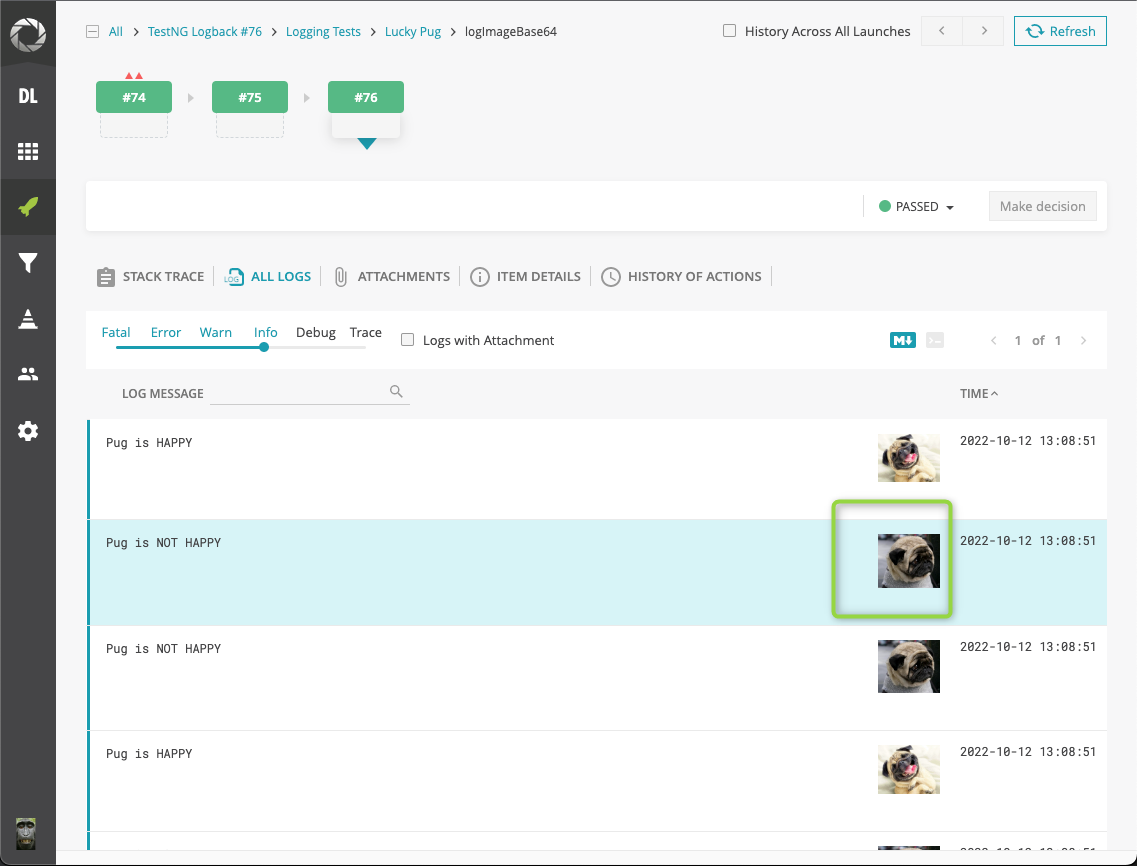 All > TestNG Logback #76 > Logging Tests > Lucky Pug > logImageBase64
History Across All Launches
Refresh
DL
#74
#75
#76
PASSED
Make decision
STACK TRACE
LOG ALL LOGS
ATTACHMENTS
ITEM DETAILS
HISTORY OF ACTIONS
Fatal Error Warn Info Debug Trace
Logs with Attachment
M
1 of 1
LOG MESSAGE
TIME
Pug is HAPPY
2022-10-12 13:08:51
Pug is NOT HAPPY
2022-10-12 13:08:51
Pug is NOT HAPPY
2022-10-12 13:08:51
Pug is HAPPY
2022-10-12 13:08:51